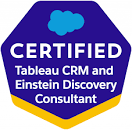 CERTIFIED
Tableau CRM and
Einstein Discovery
Consultant